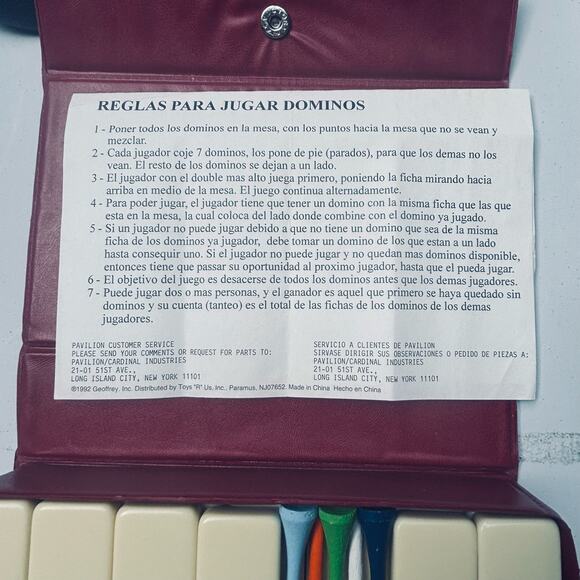 REGLAS PARA JUGAR DOMINOS
1 - Poner todos los dominos en la mesa, con los puntos hacia la mesa que no se vean y
mezclar.
2 - Cada jugador coje 7 dominos, los pone de pie (parados), para que los demas no los
vean. El resto de los dominos se dejan a un lado.
3 - El jugador con el double mas alto juega primero, poniendo la ficha mirando hacia
arriba en medio de la mesa. El juego continua alternadamente.
4 - Para poder jugar, el jugador tiene que tener un domino con la misma ficha que las que
esta en la mesa, la cual coloca del lado donde combine con el domino ya jugado.
5 - Si un jugador no puede jugar debido a que no tiene un domino que sea de la misma
ficha de los dominos ya jugador, debe tomar un domino de los que estan a un lado
hasta conseguir uno. Si el jugador no puede jugar y no quedan mas dominos disponible,
entonces tiene que pasar su oportunidad al proximo jugador, hasta que el pueda jugar.
6 - El objetivo del juego es desacerse de todos los dominos antes que los demas jugadores.
7 - Puede jugar dos o mas personas, y el ganador es aquel que primero se haya quedado sin
dominos y su cuenta (tanteo) es el total de las fichas de los dominos de los demas
jugadores.
PAVILION CUSTOMER SERVICE
PLEASE SEND YOUR COMMENTS OR REQUEST FOR PARTS TO:
PAVILION/CARDINAL INDUSTRIES
21-01 51ST AVE.,
LONG ISLAND CITY, NEW YORK 11101
SERVICIO A CLIENTES DE PAVILION
SIRVASE DIRIGIR SUS OBSERVACIONES O PEDIDO DE PIEZAS A:
PAVILION/CARDINAL INDUSTRIES
21-01 51ST AVE.,
LONG ISLAND CITY, NEW YORK 11101
©1992 Geoffrey, Inc. Distributed by Toys "R" Us, Inc., Paramus, NJ07652. Made in China Hecho en China